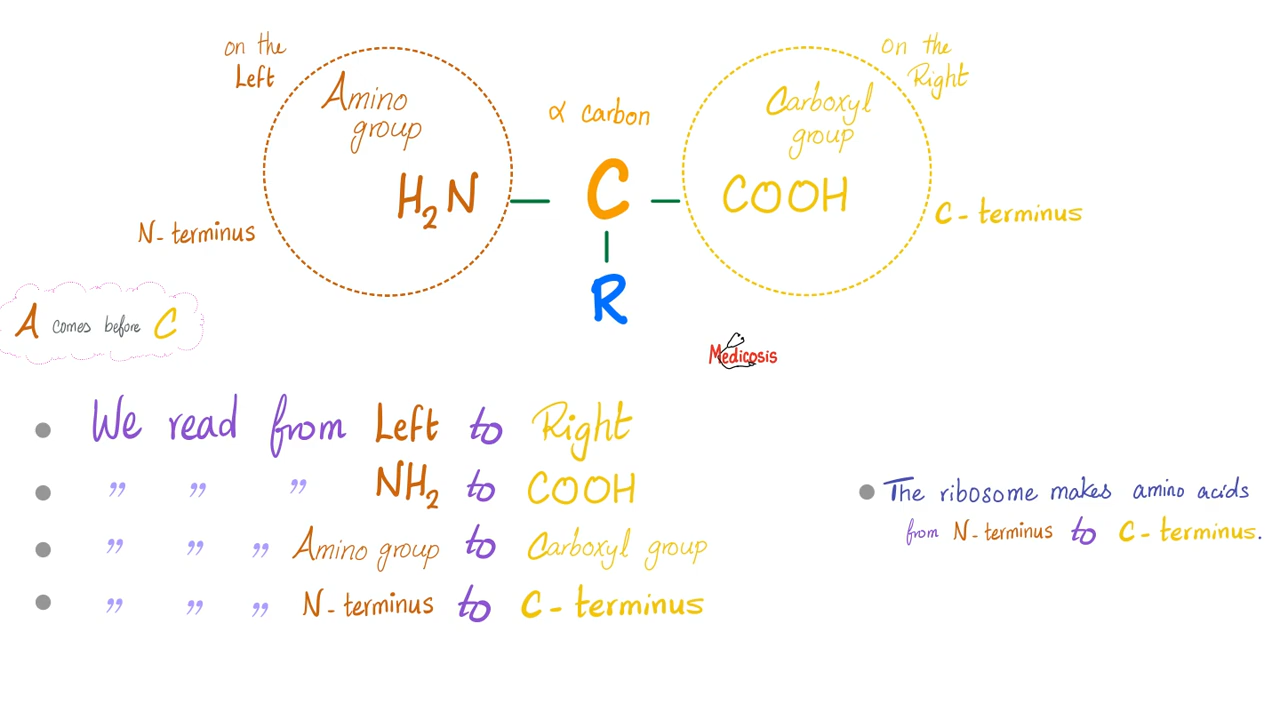 on the
Left
Amino
group
H2N
N-terminus
α carbon
C
R
on the
Right
Carboxyl
group
COOH
C-terminus
A comes before C
Medicosis
We read from Left to Right
" " " NH2 to COOH
" " " Amino group to Carboxyl group
" " " N-terminus to C-terminus
The ribosome makes amino acids
from N-terminus to C-terminus.